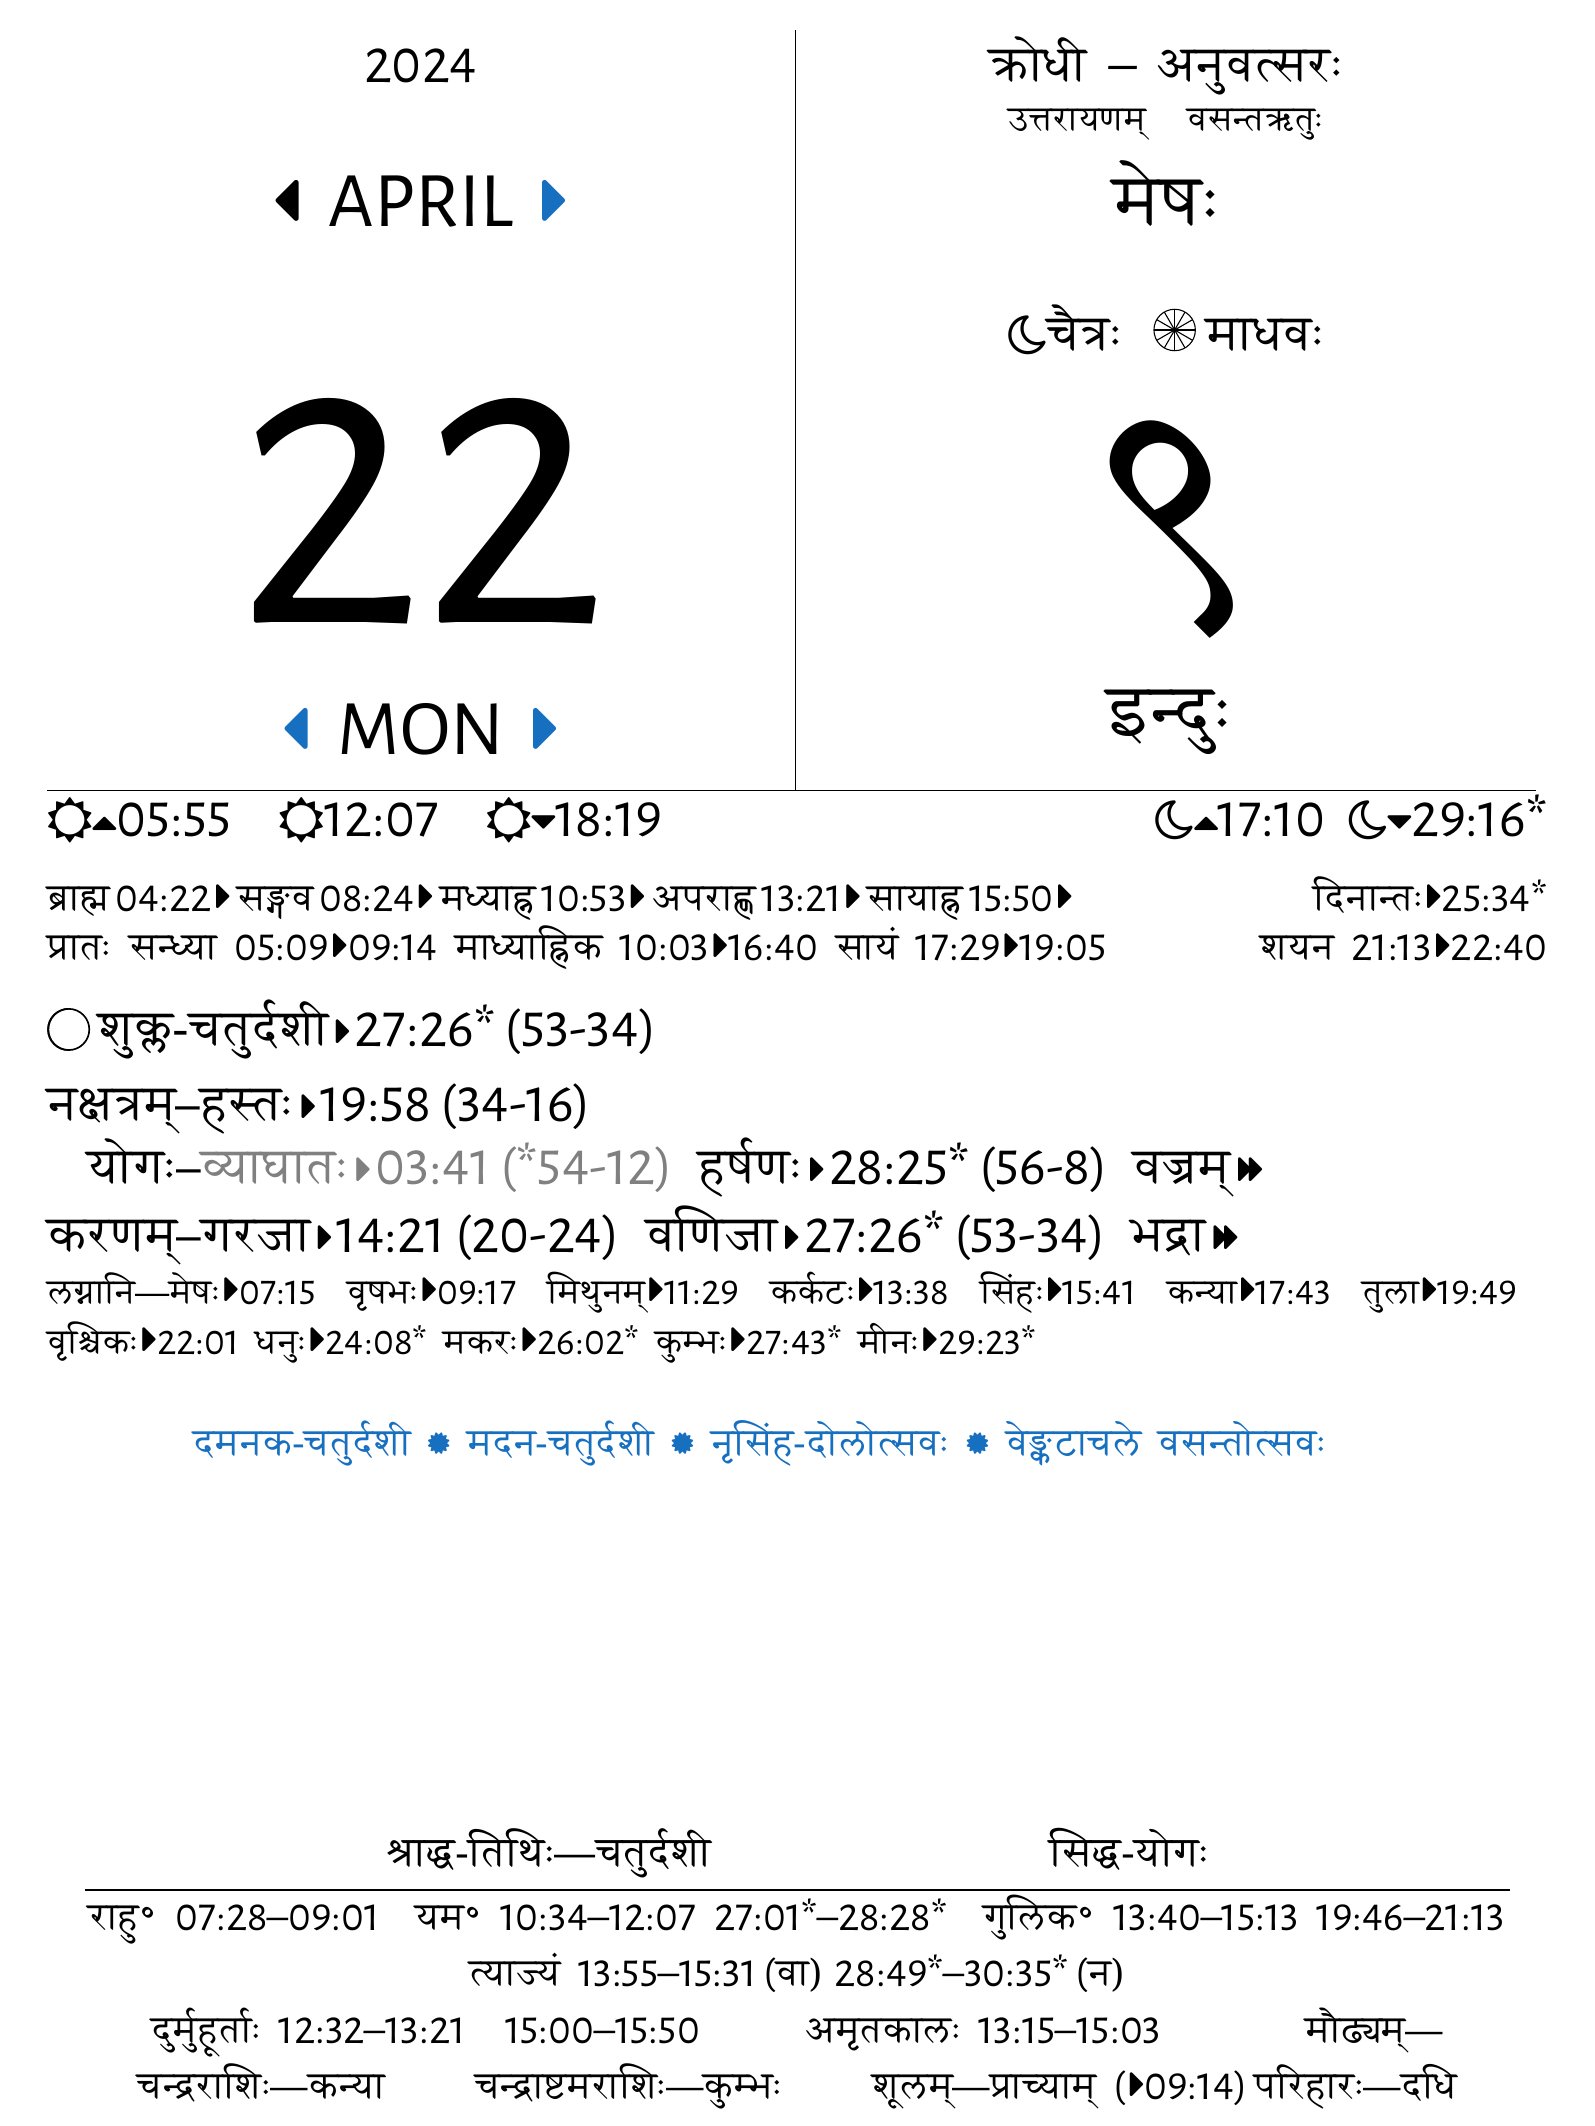 2024
APRIL
22
MON
क्रोधी – अनुवत्सरः
उत्तरायणम् वसन्तऋतुः
मेषः
चैत्रः माधवः
९
इन्दुः
05:55 12:07 18:19 17:10 29:16*
ब्राह्म 04:22 सङ्गव 08:24 मध्याह्न 10:53 अपराह्ण 13:21 सायाह्न 15:50 दिनान्तः 25:34*
प्रातः सन्ध्या 05:09 09:14 माध्याह्निक 10:03 16:40 सायं 17:29 19:05 शयन 21:13 22:40
शुक्ल-चतुर्दशी 27:26* (53-34)
नक्षत्रम्–हस्तः 19:58 (34-16)
योगः–व्याघातः 03:41 (*54-12) हर्षणः 28:25* (56-8) वज्रम्
करणम्–गरजा 14:21 (20-24) वणिजा 27:26* (53-34) भद्रा
लग्नानि—मेषः 07:15 वृषभः 09:17 मिथुनम् 11:29 कर्कटः 13:38 सिंहः 15:41 कन्या 17:43 तुला 19:49
वृश्चिकः 22:01 धनुः 24:08* मकरः 26:02* कुम्भः 27:43* मीनः 29:23*
दमनक-चतुर्दशी ✹ मदन-चतुर्दशी ✹ नृसिंह-दोलोत्सवः ✹ वेङ्कटाचले वसन्तोत्सवः
श्राद्ध-तिथिः—चतुर्दशी सिद्ध-योगः
राहु॰ 07:28–09:01 यम॰ 10:34–12:07 27:01*–28:28* गुलिक॰ 13:40–15:13 19:46–21:13
त्याज्यं 13:55–15:31 (वा) 28:49*–30:35* (न)
दुर्मुहूर्ताः 12:32–13:21 15:00–15:50 अमृतकालः 13:15–15:03 मौढ्यम्—
चन्द्रराशिः—कन्या चन्द्राष्टमराशिः—कुम्भः शूलम्—प्राच्याम् (09:14) परिहारः—दधि